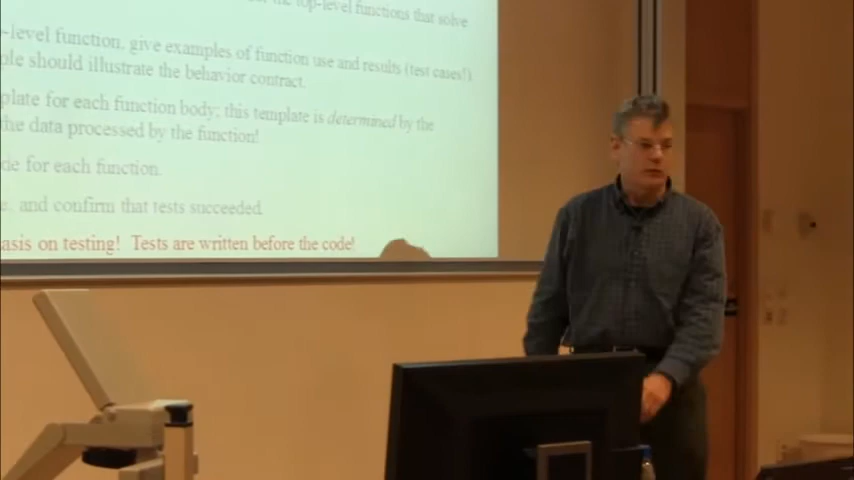 the top-level functions that solve
-level function, give examples of function use and results (test cases!)
ple should illustrate the behavior contract.
plate for each function body; this template is determined by the
the data processed by the function!
de for each function.
e, and confirm that tests succeeded.
asis on testing! Tests are written before the code!